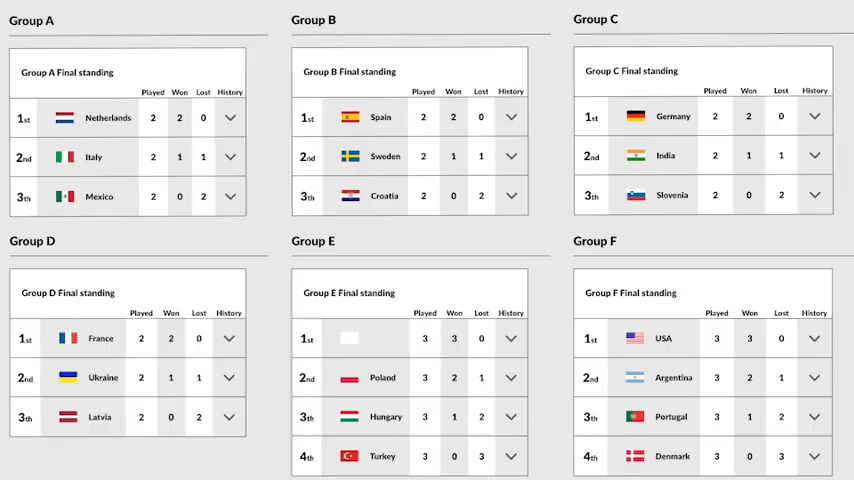 Group A
Group A Final standing
Played Won Lost History
1st Netherlands 2 2 0
2nd Italy 2 1 1
3th Mexico 2 0 2
Group B
Group B Final standing
Played Won Lost History
1st Spain 2 2 0
2nd Sweden 2 1 1
3th Croatia 2 0 2
Group C
Group C Final standing
Played Won Lost History
1st Germany 2 2 0
2nd India 2 1 1
3th Slovenia 2 0 2
Group D
Group D Final standing
Played Won Lost History
1st France 2 2 0
2nd Ukraine 2 1 1
3th Latvia 2 0 2
Group E
Group E Final standing
Played Won Lost History
1st 3 3 0
2nd Poland 3 2 1
3th Hungary 3 1 2
4th Turkey 3 0 3
Group F
Group F Final standing
Played Won Lost History
1st USA 3 3 0
2nd Argentina 3 2 1
3th Portugal 3 1 2
4th Denmark 3 0 3